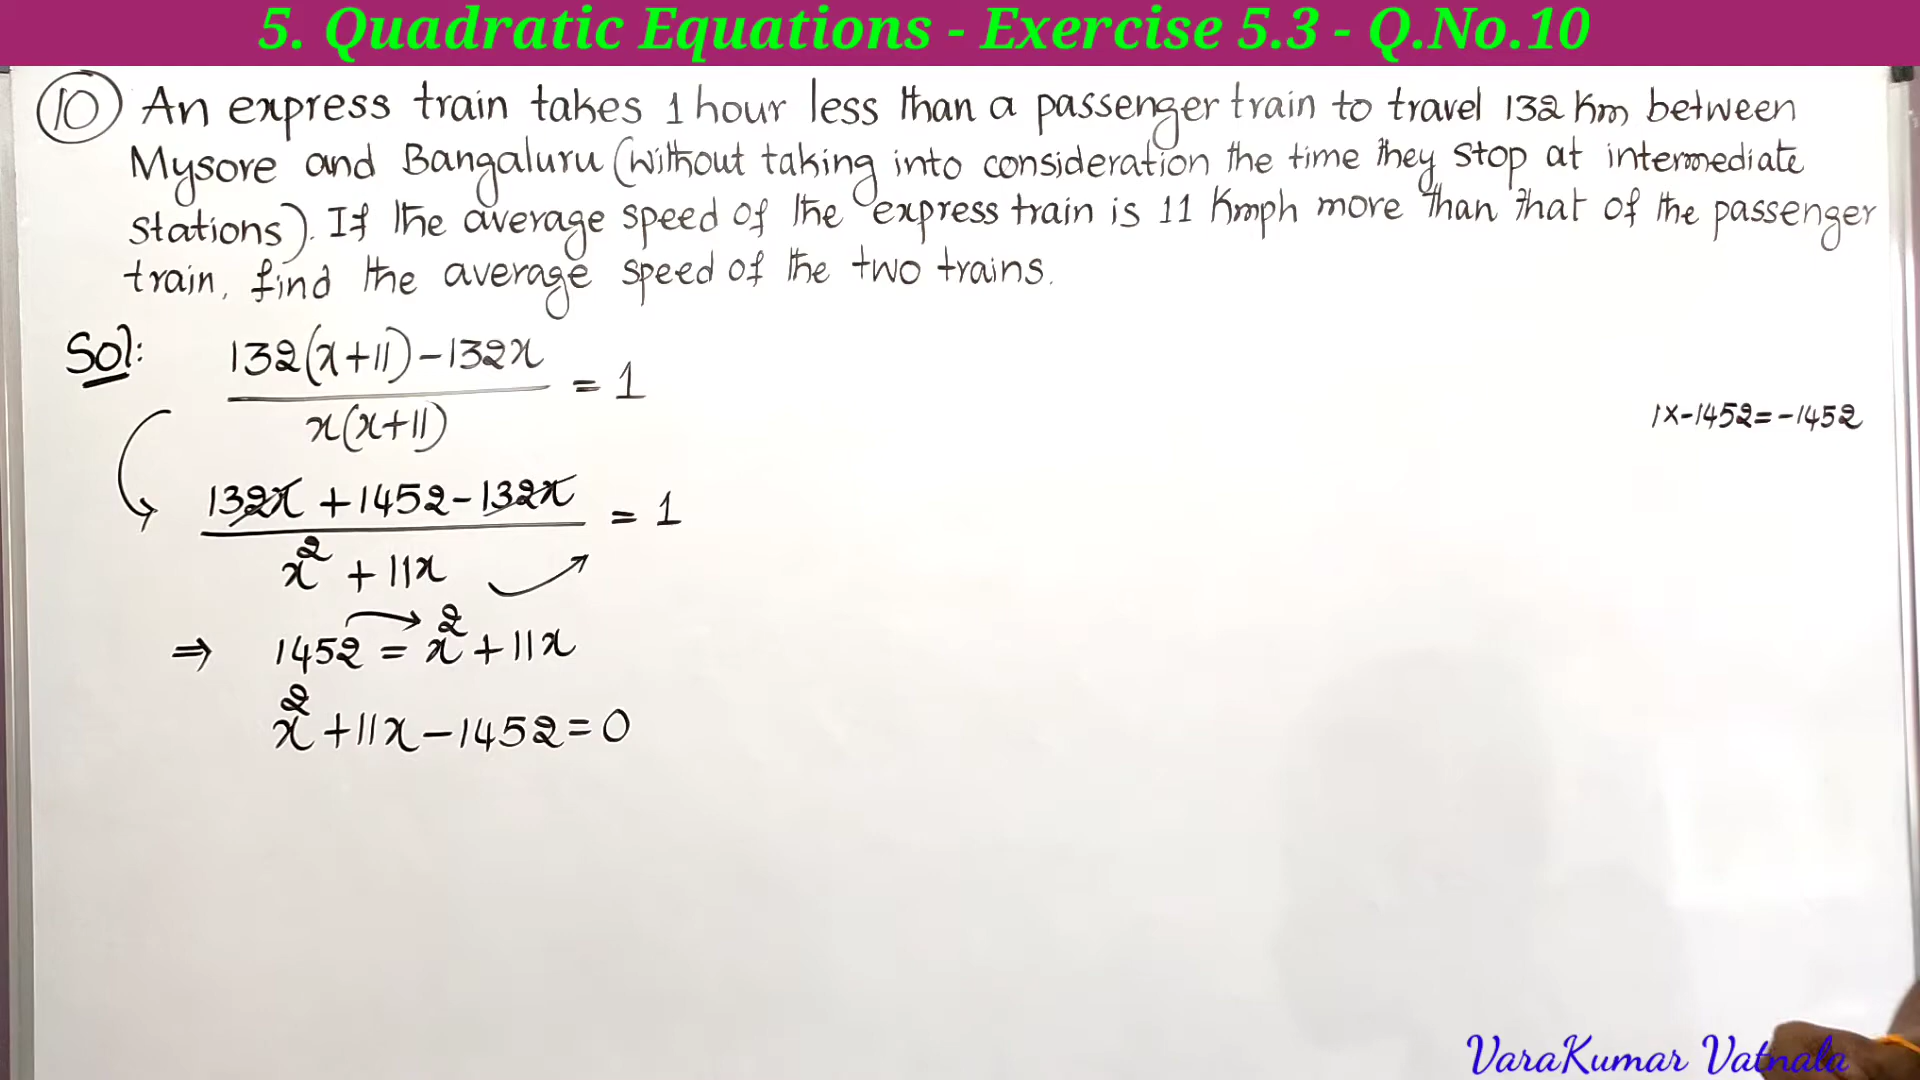 5. Quadratic Equations - Exercise 5.3 - Q.No.10
10 An express train takes 1 hour less than a passenger train to travel 132 Km between
Mysore and Bangaluru (without taking into consideration the time they stop at intermediate
stations). If the average speed of the express train is 11 Kmph more than that of the passenger
train, find the average speed of the two trains.
Sol: 132(x+11)-132x / x(x+11) = 1
1x-1452=-1452
132x + 1452 - 132x / x² + 11x = 1
⇒ 1452 = x² + 11x
x² + 11x - 1452 = 0
VaraKumar Vatnala